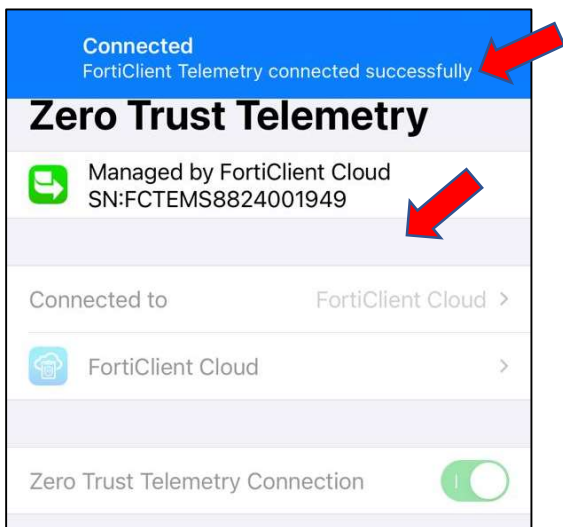 Connected
FortiClient Telemetry connected successfully
Zero Trust Telemetry
Managed by FortiClient Cloud
SN:FCTEMS8824001949
Connected to FortiClient Cloud
FortiClient Cloud
Zero Trust Telemetry Connection